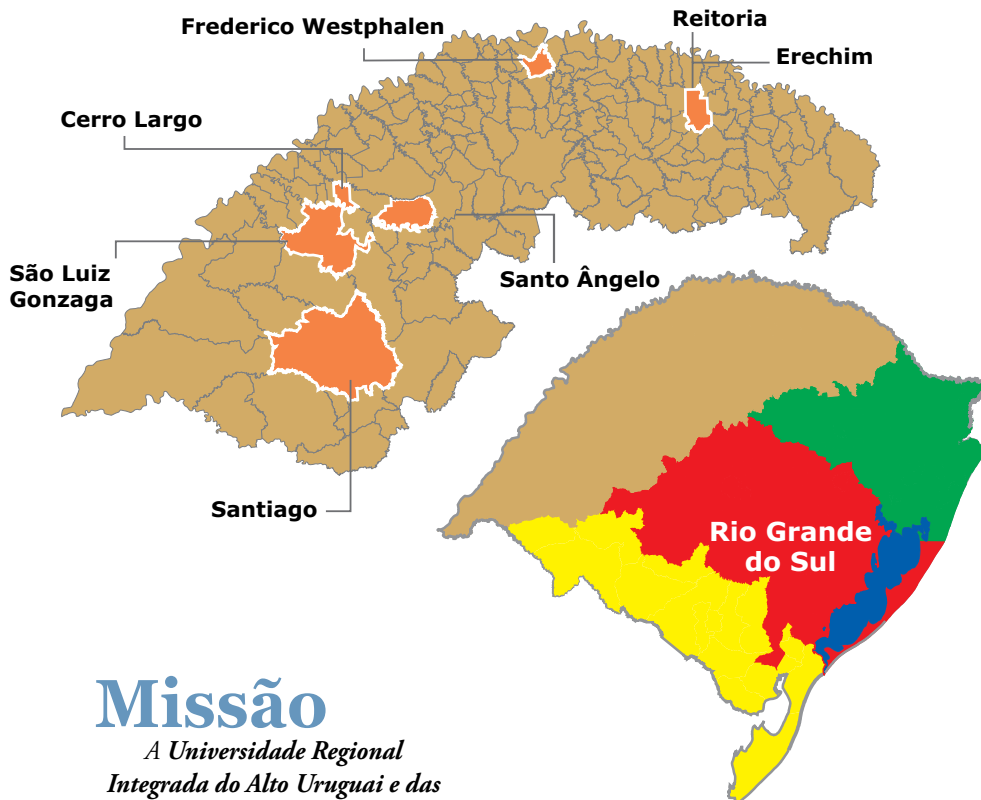 Reitoria
Frederico Westphalen
Erechim
Cerro Largo
São Luiz
Gonzaga
Santo Ângelo
Santiago
Rio Grande
do Sul
Missão
A Universidade Regional
Integrada do Alto Uruguai e das